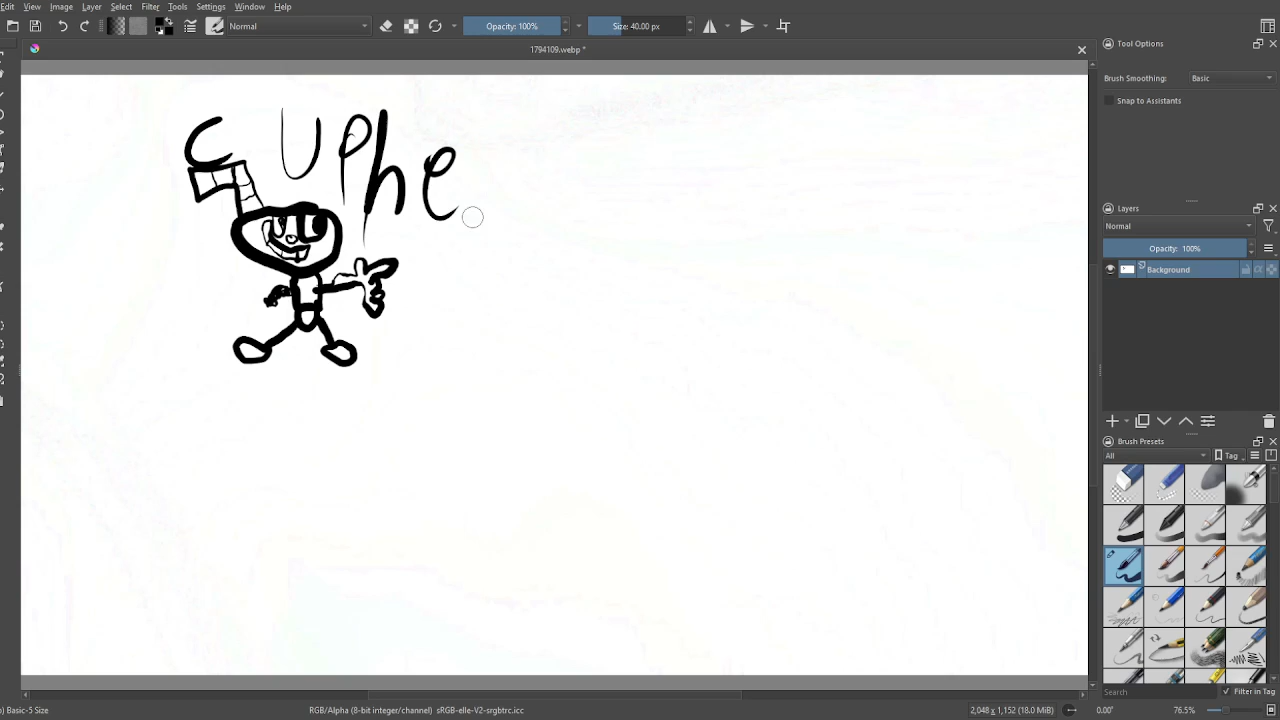 Edit View Image Layer Select Filter Tools Settings Window Help
Normal Opacity: 100% Size: 40.00 px
1794109.webp *
Tool Options
Brush Smoothing: Basic
Snap to Assistants
cuphe
Layers
Normal
Opacity: 100%
Background
Brush Presets
All Tag
Search Filter in Tag
) Basic-5 Size RGB/Alpha (8-bit integer/channel) sRGB-elle-V2-srgbtrc.icc 2,048 x 1,152 (18.0 MiB) 0.00° 76.5%